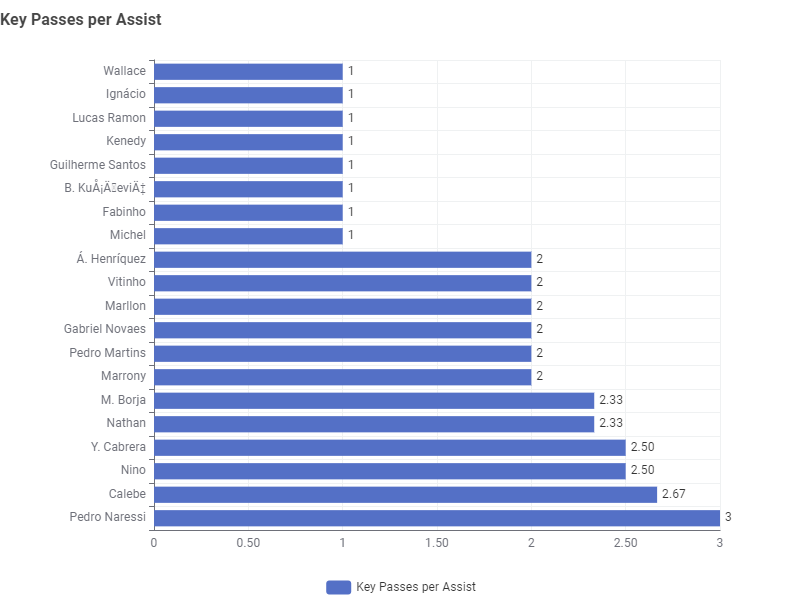 Key Passes per Assist
Wallace 1
Ignácio 1
Lucas Ramon 1
Kenedy 1
Guilherme Santos 1
B. 1
Fabinho 1
Michel 1
Á. Henríquez 2
Vitinho 2
Marllon 2
Gabriel Novaes 2
Pedro Martins 2
Marrony 2
M. Borja 2.33
Nathan 2.33
Y. Cabrera 2.50
Nino 2.50
Calebe 2.67
Pedro Naressi 3
0 0.50 1 1.50 2 2.50 3
Key Passes per Assist